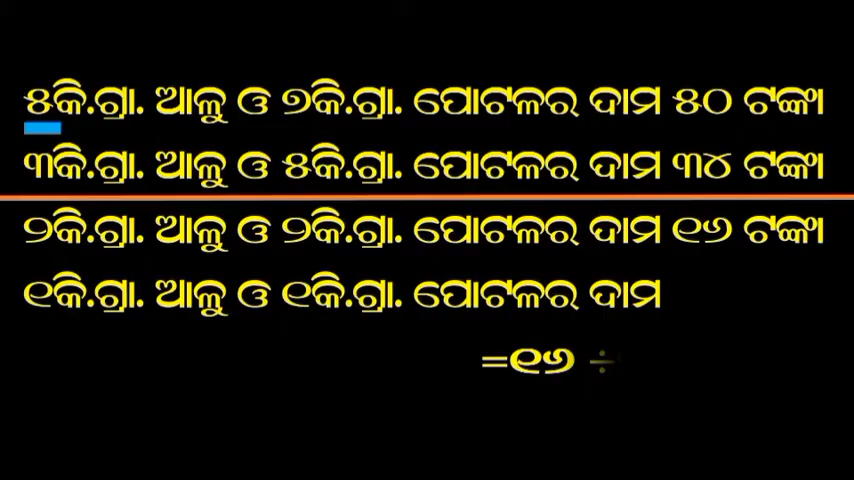 ୫କି.ଗ୍ରା. ଆଳୁ ଓ ୭କି.ଗ୍ରା. ପୋଟଳର ଦାମ ୫୦ ଟଙ୍କା
୩କି.ଗ୍ରା. ଆଳୁ ଓ ୫କି.ଗ୍ରା. ପୋଟଳର ଦାମ ୩୪ ଟଙ୍କା
୨କି.ଗ୍ରା. ଆଳୁ ଓ ୨କି.ଗ୍ରା. ପୋଟଳର ଦାମ ୧୬ ଟଙ୍କା
୧କି.ଗ୍ରା. ଆଳୁ ଓ ୧କି.ଗ୍ରା. ପୋଟଳର ଦାମ
=୧୬ ÷